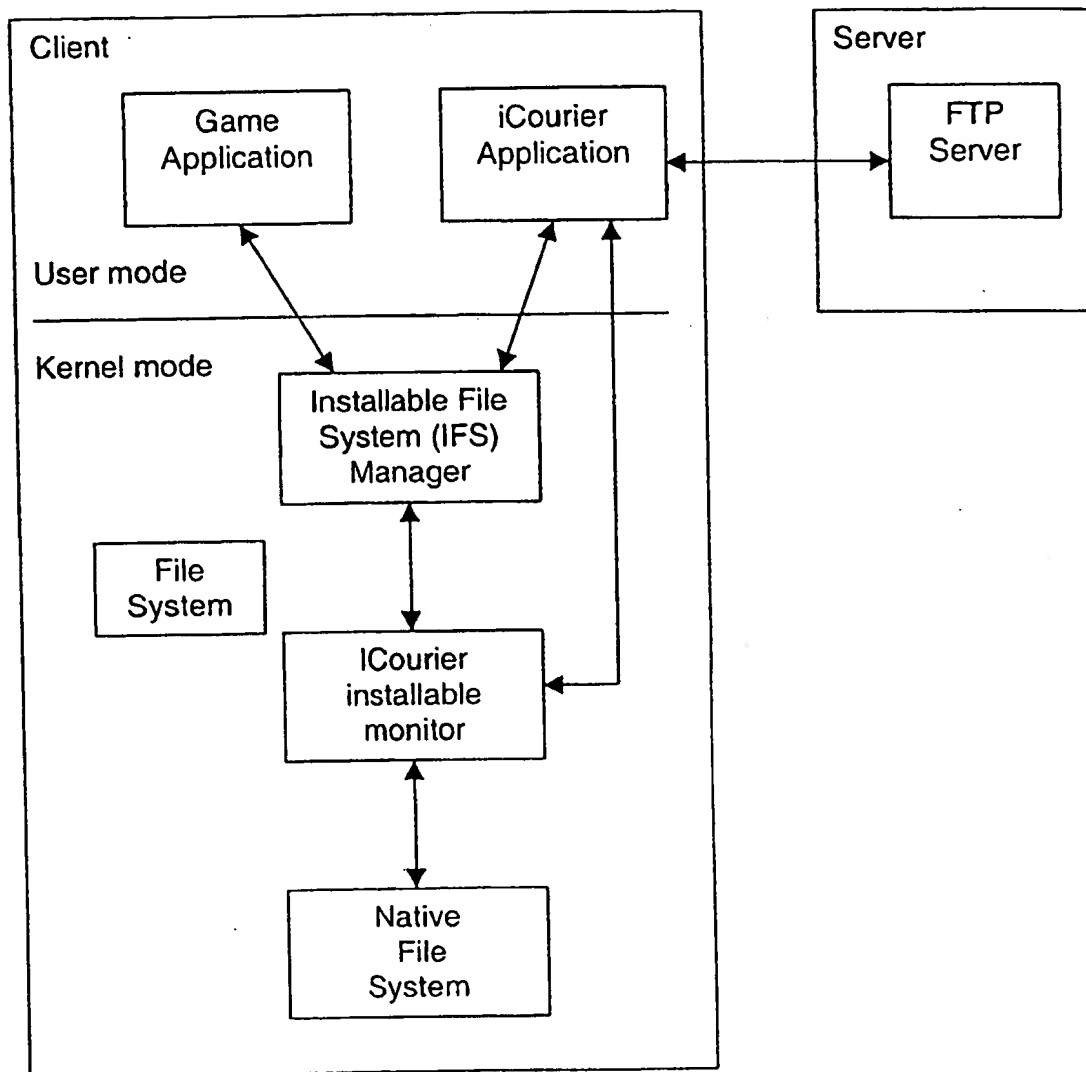 Client
Server
Game
Application
iCourier
Application
FTP
Server
User mode
Kernel mode
Installable File
System (IFS)
Manager
File
System
ICourier
installable
monitor
Native
File
System